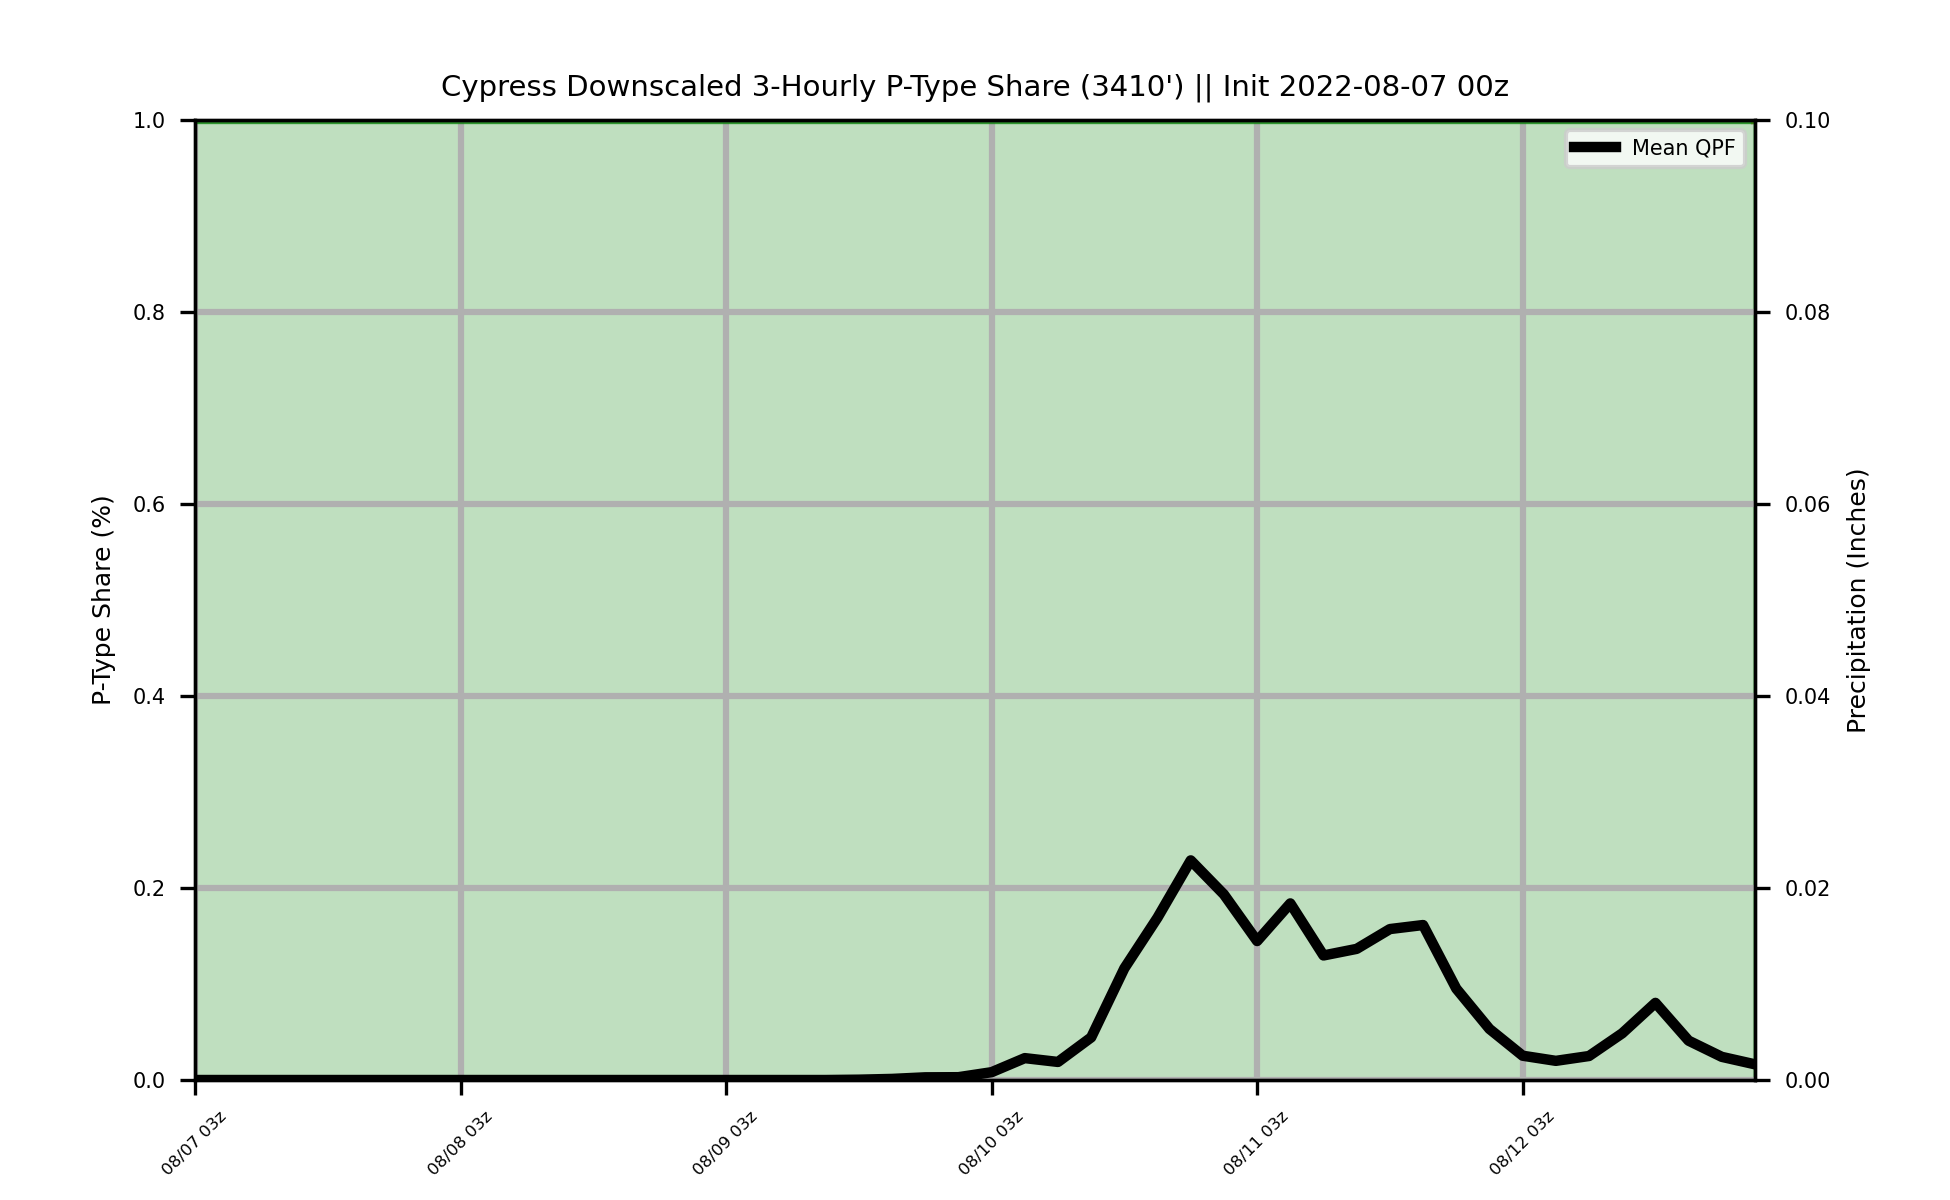 Cypress Downscaled 3-Hourly P-Type Share (3410') || Init 2022-08-07 00z
Mean QPF
P-Type Share (%)
1.0
0.8
0.6
0.4
0.2
0.0
0.10
0.08
0.06
0.04
0.02
0.00
Precipitation (Inches)
08/07 03z
08/08 03z
08/09 03z
08/10 03z
08/11 03z
08/12 03z